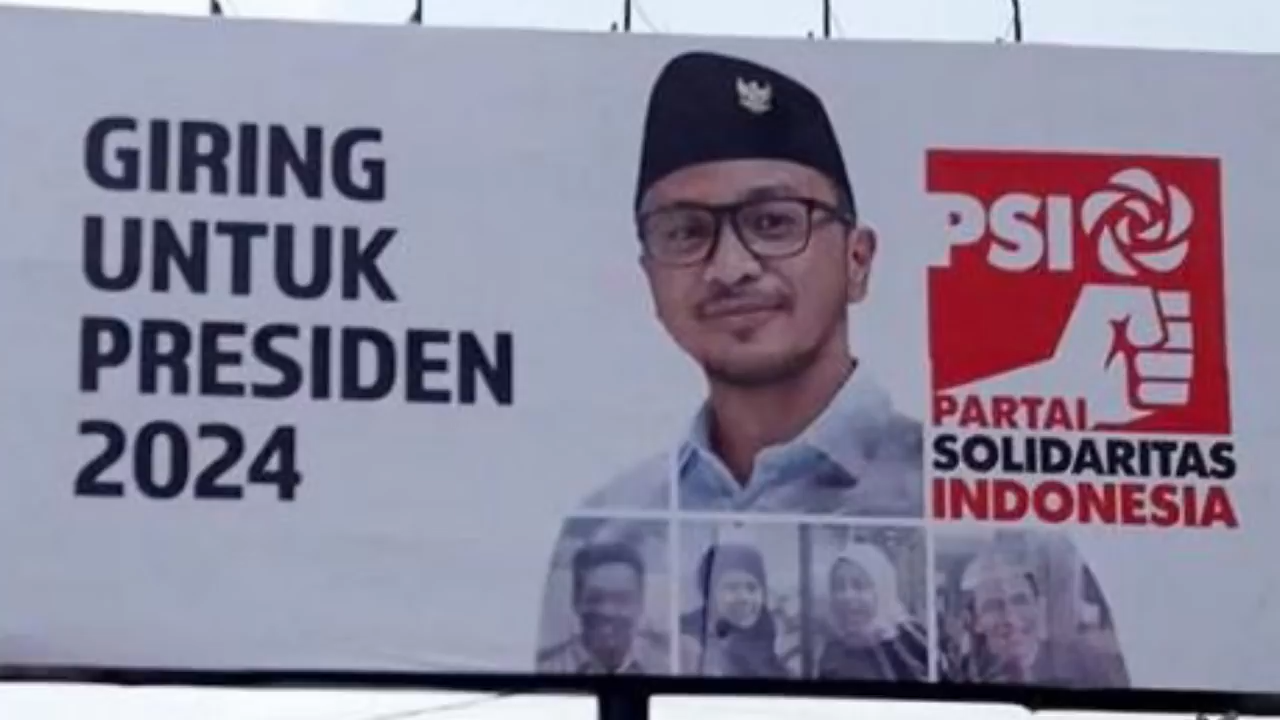 GIRING
UNTUK
PRESIDEN
2024
PSI
PARTAI
SOLIDARITAS
INDONESIA